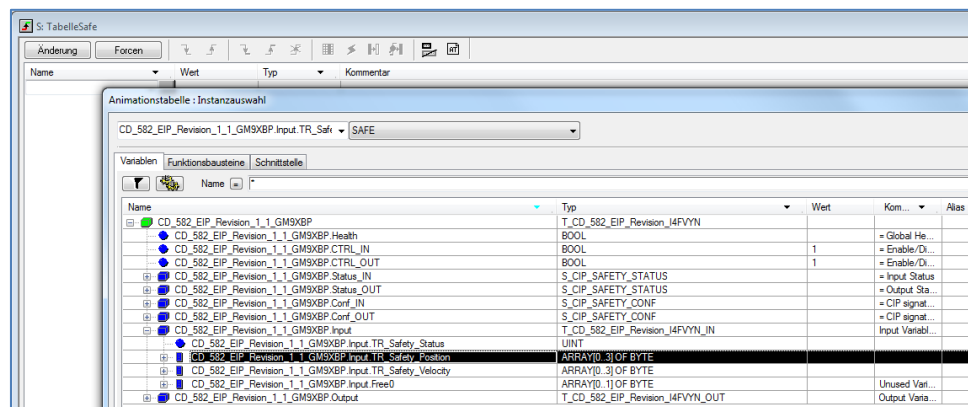 S: TabelleSafe
Änderung Forcen
Name Wert Typ Kommentar
Animationstabelle : Instanzauswahl
CD_582_EIP_Revision_1_1_GM9XBP.Input.TR_Safe SAFE
Variablen Funktionsbausteine Schnittstelle
Name = *
Name Typ Wert Kom... Alias
CD_582_EIP_Revision_1_1_GM9XBP T_CD_582_EIP_Revision_I4FVYN
CD_582_EIP_Revision_1_1_GM9XBP.Health BOOL = Global He...
CD_582_EIP_Revision_1_1_GM9XBP.CTRL_IN BOOL 1 = Enable/Di...
CD_582_EIP_Revision_1_1_GM9XBP.CTRL_OUT BOOL 1 = Enable/Di...
CD_582_EIP_Revision_1_1_GM9XBP.Status_IN S_CIP_SAFETY_STATUS = Input Status
CD_582_EIP_Revision_1_1_GM9XBP.Status_OUT S_CIP_SAFETY_STATUS = Output Sta...
CD_582_EIP_Revision_1_1_GM9XBP.Conf_IN S_CIP_SAFETY_CONF = CIP signat...
CD_582_EIP_Revision_1_1_GM9XBP.Conf_OUT S_CIP_SAFETY_CONF = CIP signat...
CD_582_EIP_Revision_1_1_GM9XBP.Input T_CD_582_EIP_Revision_I4FVYN_IN Input Variabl...
CD_582_EIP_Revision_1_1_GM9XBP.Input.TR_Safety_Status UINT
CD_582_EIP_Revision_1_1_GM9XBP.Input.TR_Safety_Position ARRAY[0..3] OF BYTE
CD_582_EIP_Revision_1_1_GM9XBP.Input.TR_Safety_Velocity ARRAY[0..3] OF BYTE
CD_582_EIP_Revision_1_1_GM9XBP.Input.Free0 ARRAY[0..1] OF BYTE Unused Vari...
CD_582_EIP_Revision_1_1_GM9XBP.Output T_CD_582_EIP_Revision_I4FVYN_OUT Output Varia...